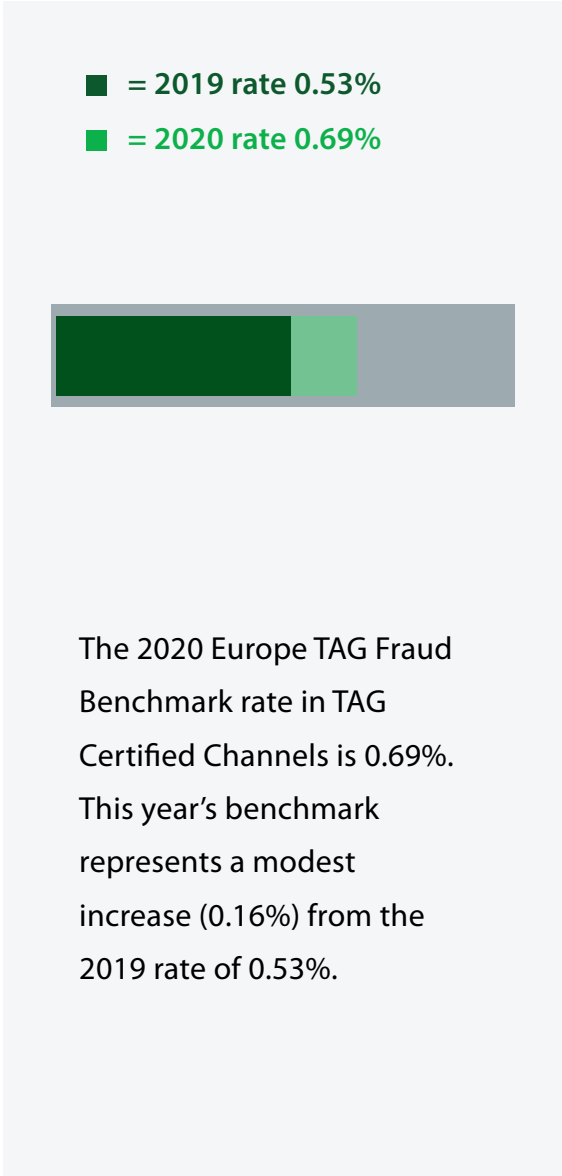 = 2019 rate 0.53%
= 2020 rate 0.69%
The 2020 Europe TAG Fraud
Benchmark rate in TAG
Certified Channels is 0.69%.
This year’s benchmark
represents a modest
increase (0.16%) from the
2019 rate of 0.53%.